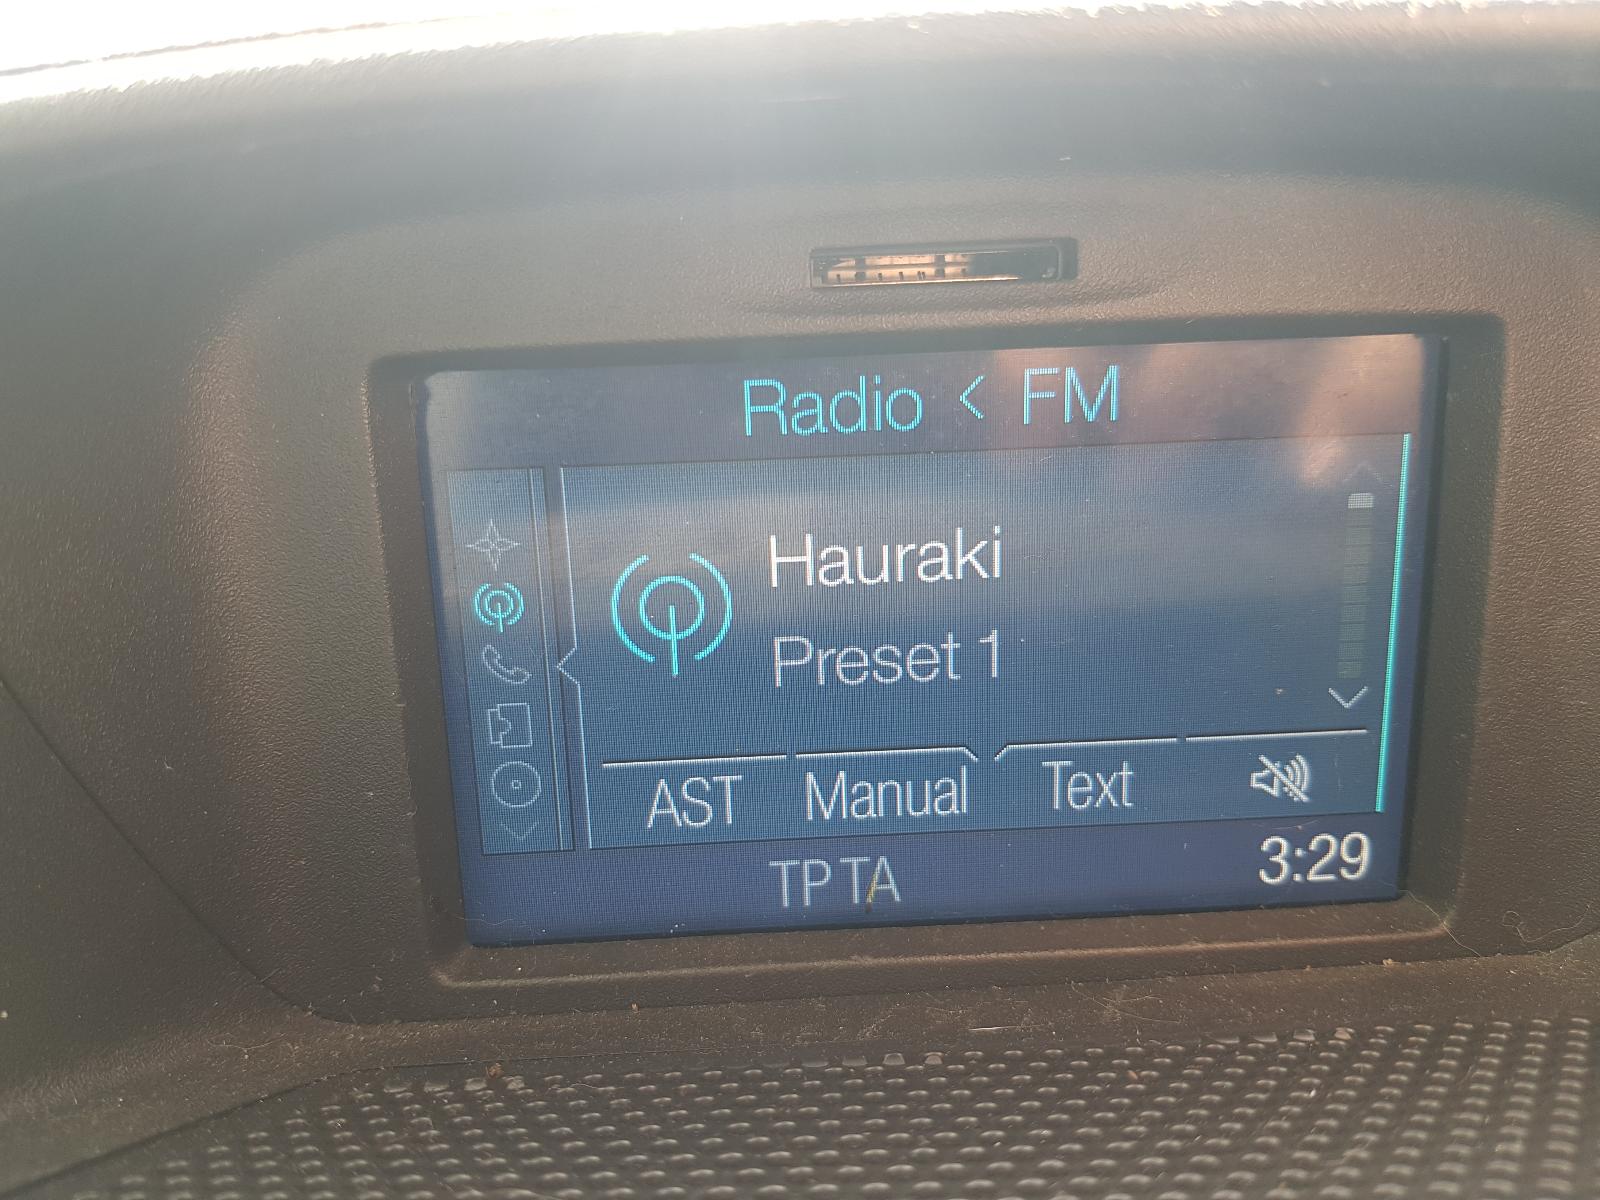 Radio < FM
Hauraki
Preset 1
AST Manual Text
TP TA
3:29